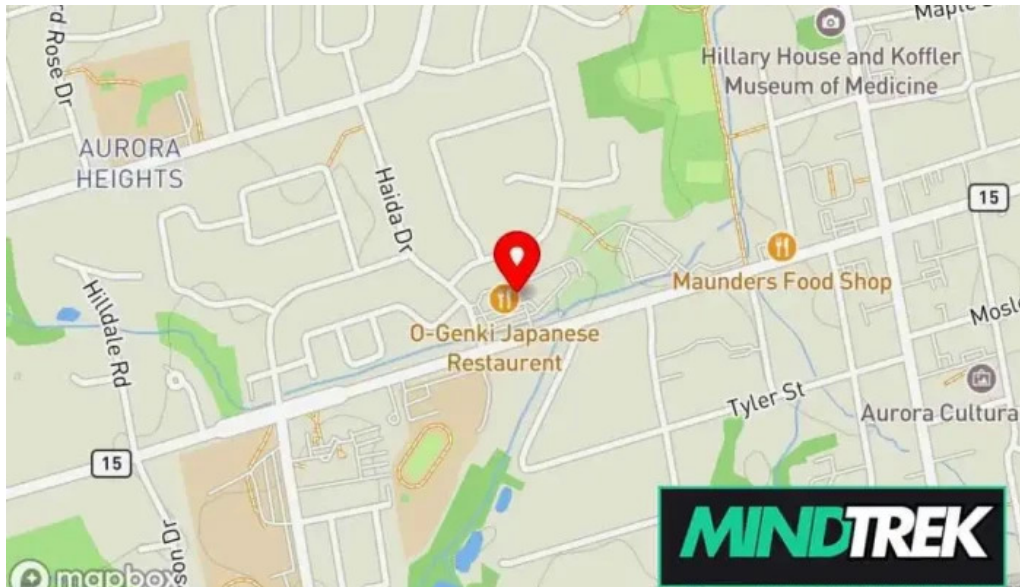 Maple
rd Rose Dr
Hillary House and Koffler
Museum of Medicine
AURORA
HEIGHTS
Haida Dr
15
Maunders Food Shop
Hilldale Rd
O-Genki Japanese
Restaurent
Mosle
Tyler St
Aurora Cultura
15
son Dr
MINDTREK
mapbox